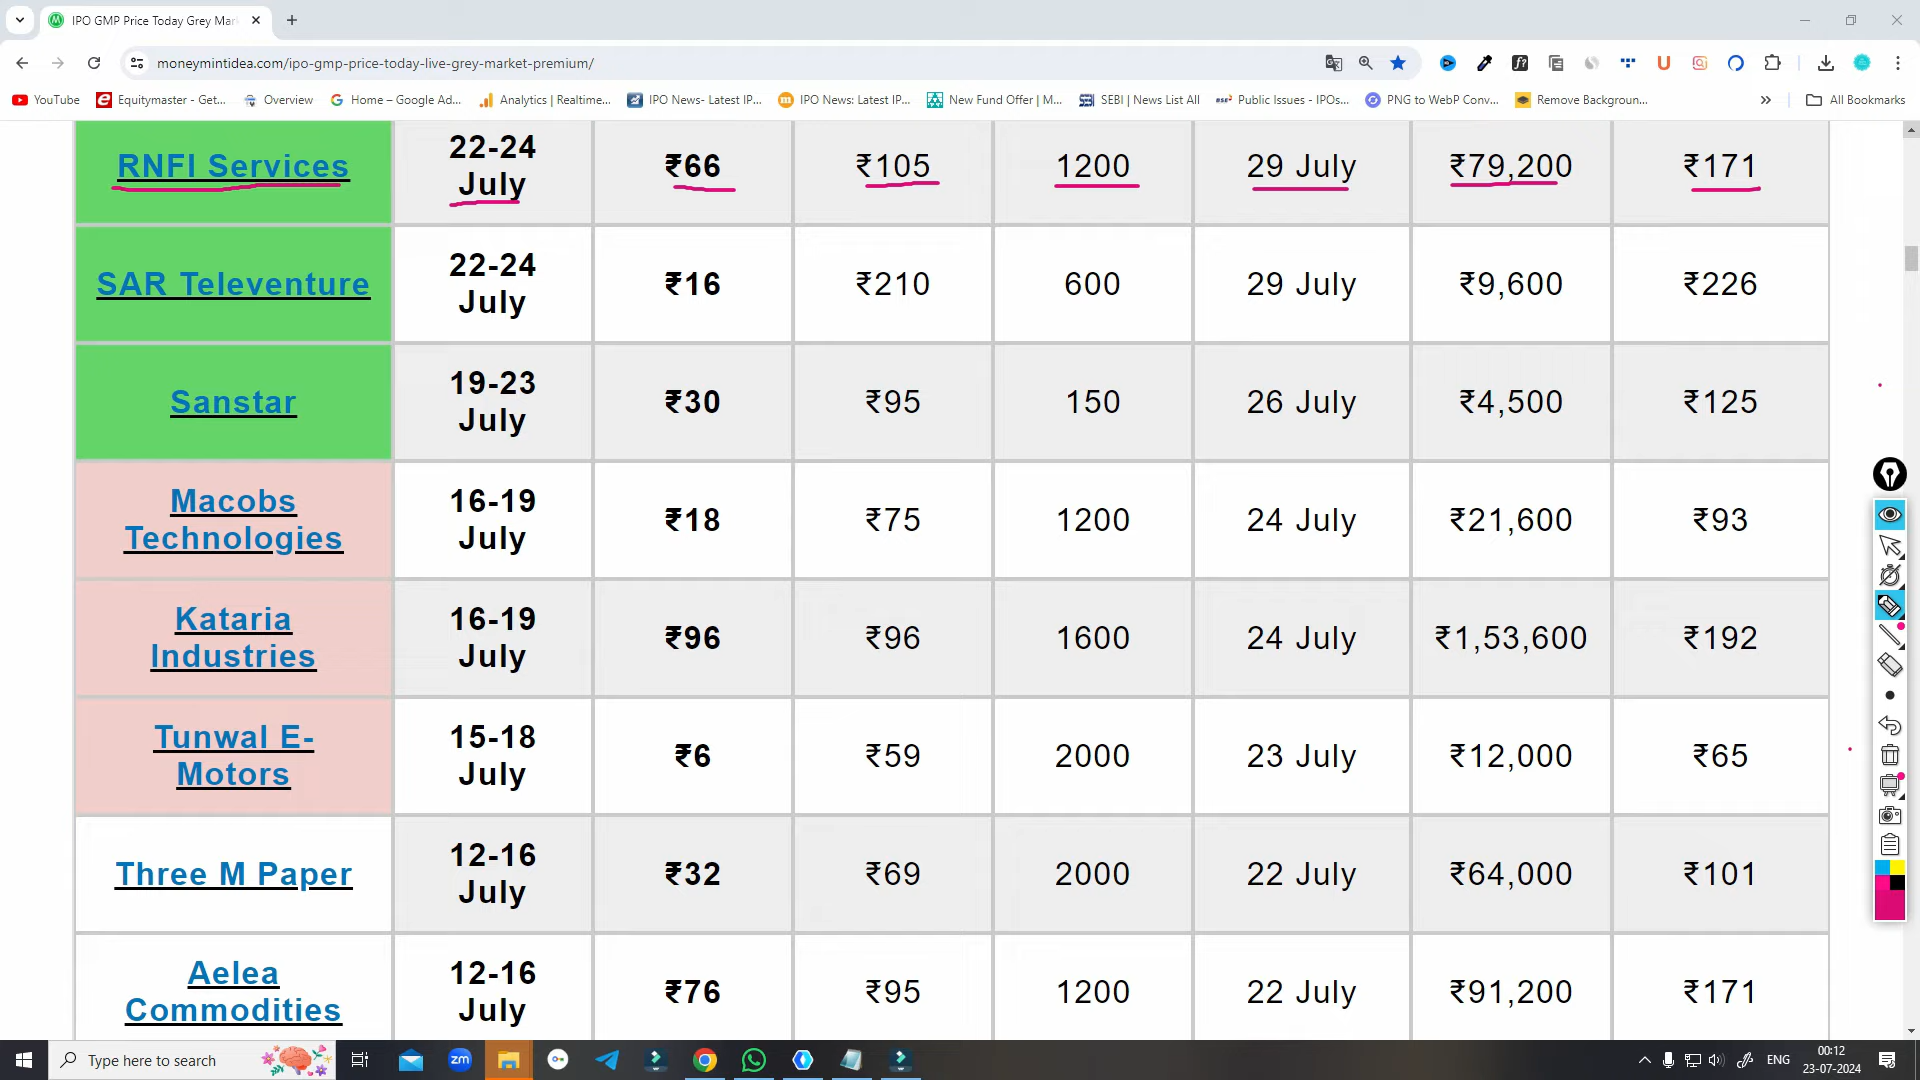 IPO GMP Price Today Grey Mar
moneymintidea.com/ipo-gmp-price-today-live-grey-market-premium/
YouTube
Equitymaster - Get...
Overview
Home – Google Ad...
Analytics | Realtime...
IPO News- Latest IP...
IPO News: Latest IP...
New Fund Offer | M...
SEBI | News List All
Public Issues - IPOs...
PNG to WebP Conv...
Remove Backgroun...
All Bookmarks
RNFI Services
22-24
July
₹66
₹105
1200
29 July
₹79,200
₹171
SAR Televenture
22-24
July
₹16
₹210
600
29 July
₹9,600
₹226
Sanstar
19-23
July
₹30
₹95
150
26 July
₹4,500
₹125
Macobs
Technologies
16-19
July
₹18
₹75
1200
24 July
₹21,600
₹93
Kataria
Industries
16-19
July
₹96
₹96
1600
24 July
₹1,53,600
₹192
Tunwal E-
Motors
15-18
July
₹6
₹59
2000
23 July
₹12,000
₹65
Three M Paper
12-16
July
₹32
₹69
2000
22 July
₹64,000
₹101
Aelea
Commodities
12-16
July
₹76
₹95
1200
22 July
₹91,200
₹171
Type here to search
zm
ENG
00:12
23-07-2024